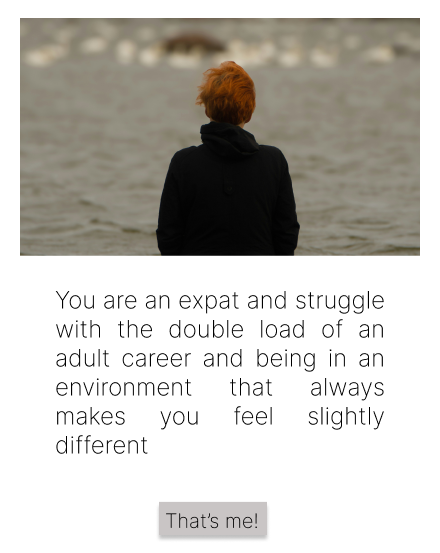 You are an expat and struggle
with the double load of an
adult career and being in an
environment that always
makes you feel slightly
different
That's me!